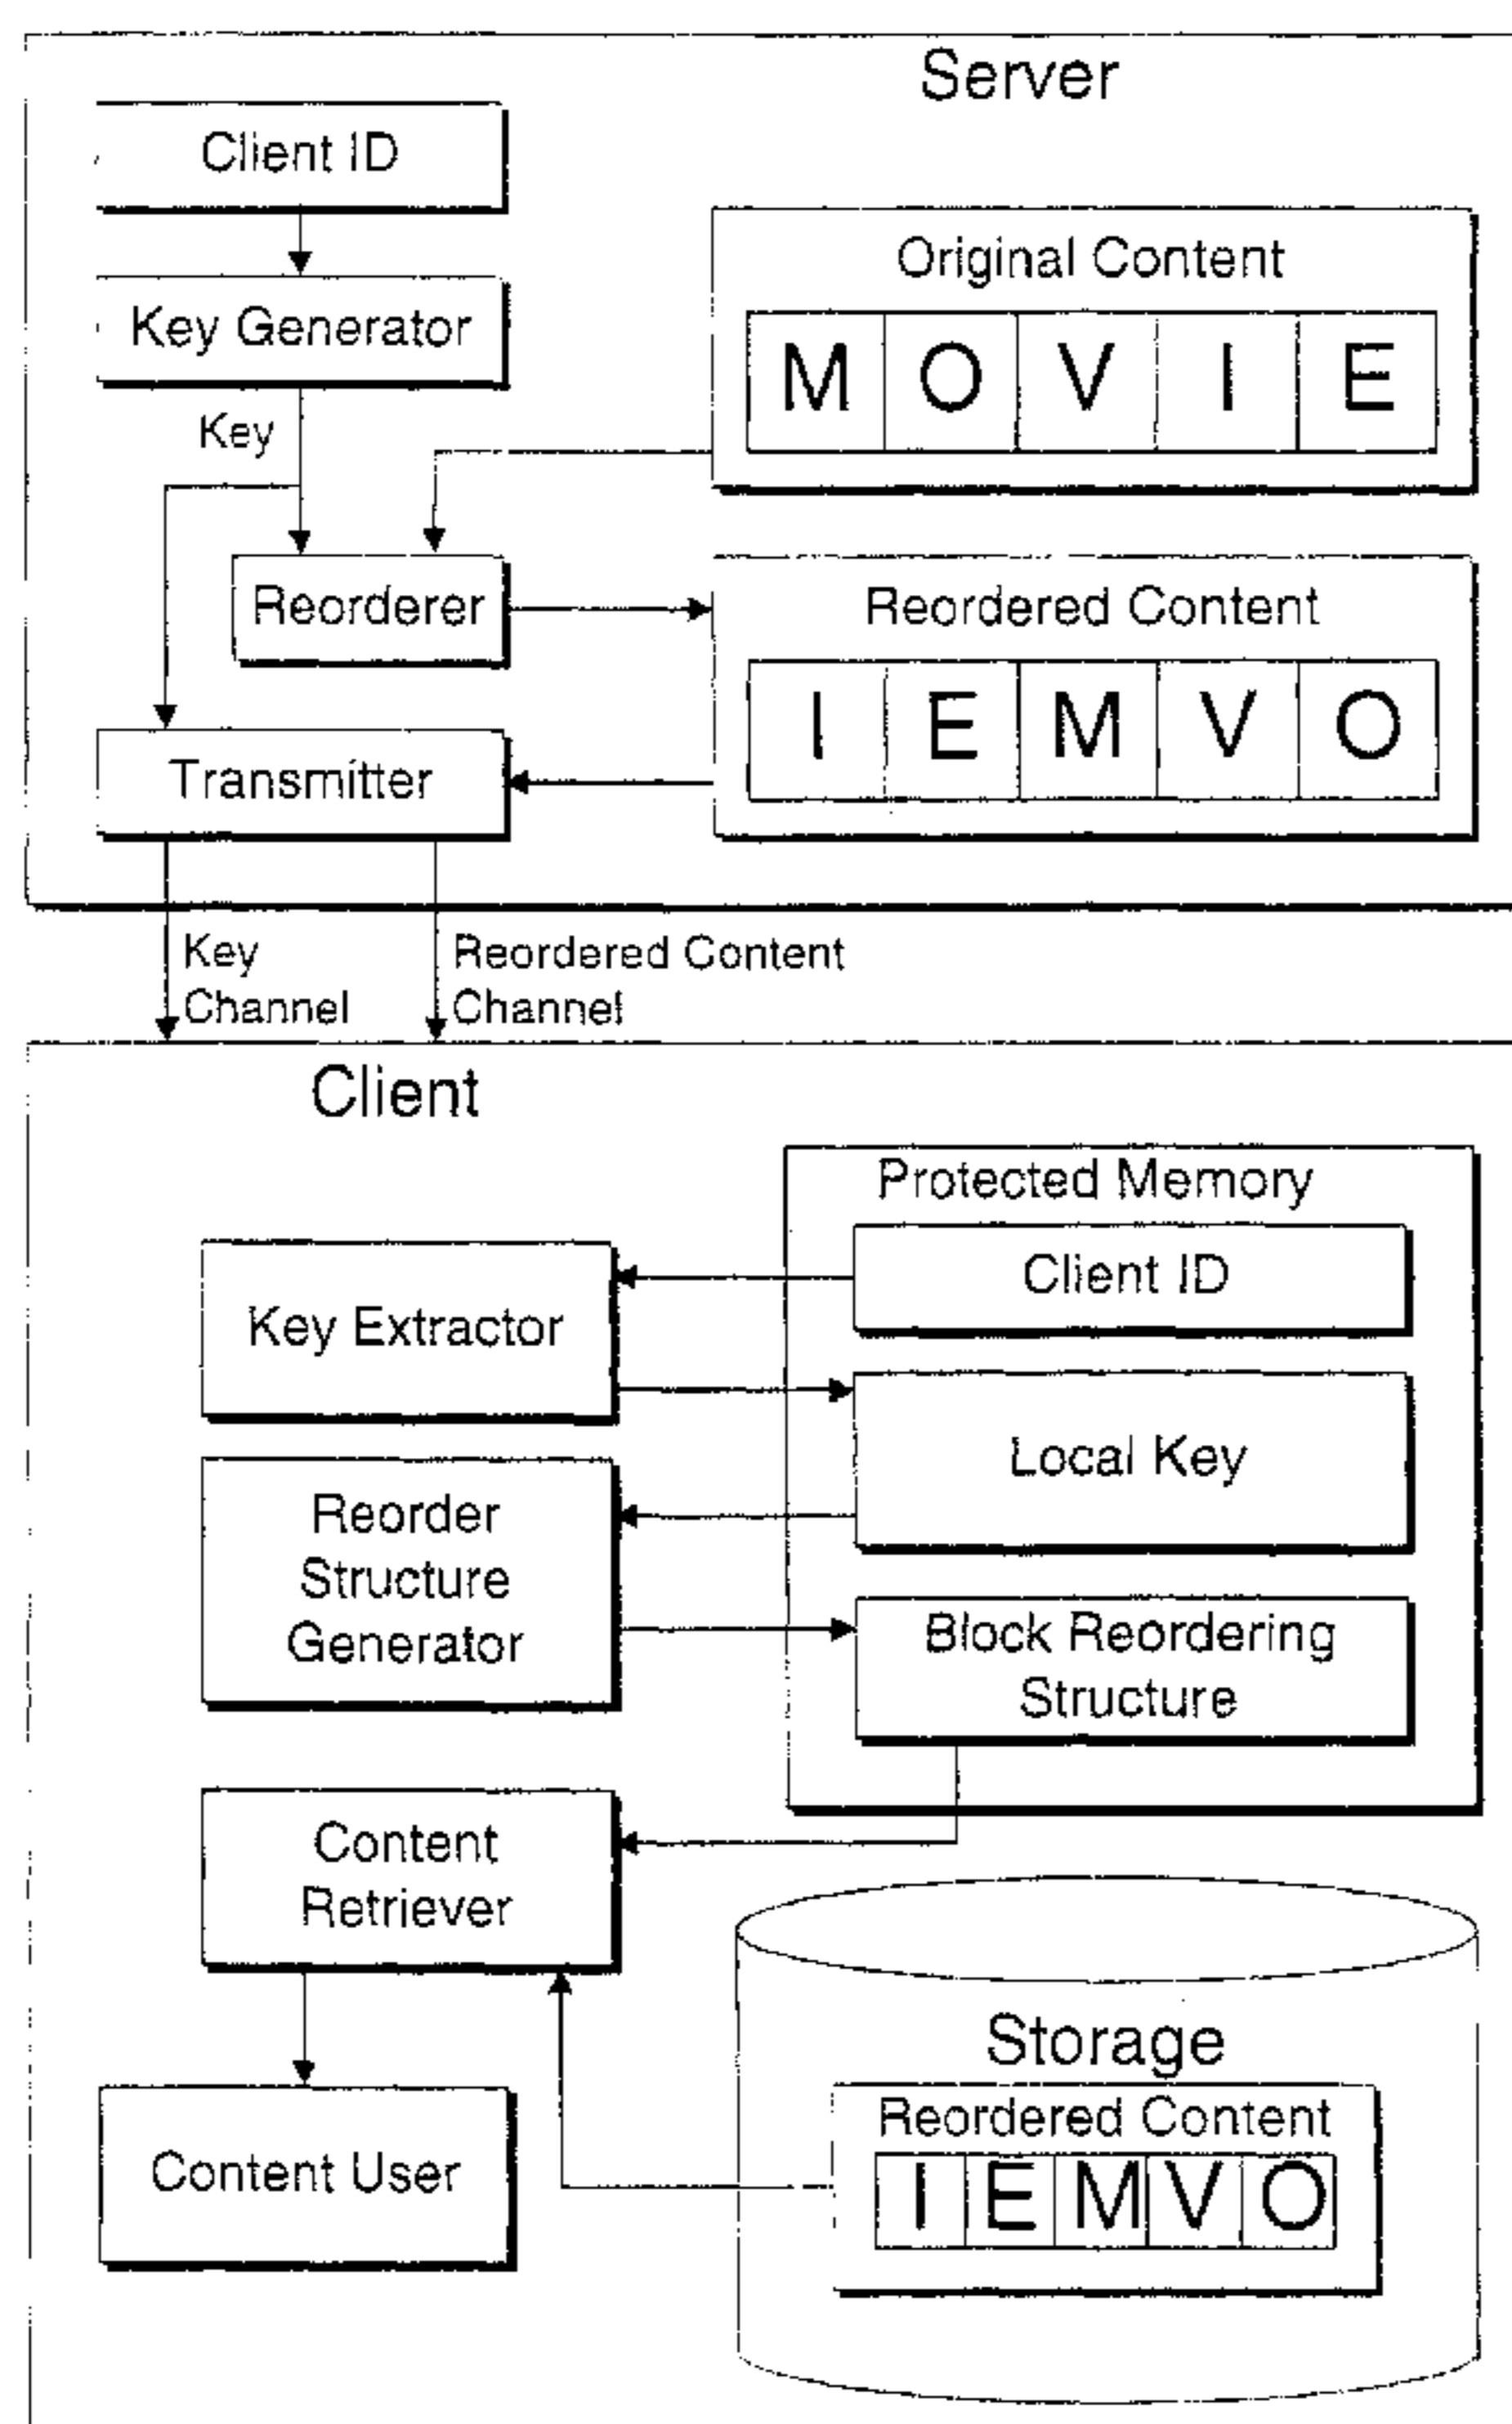 Server
Client ID
Key Generator
Key
Original Content
M O V I E
Reorderer
Reordered Content
I E M V O
Transmitter
Key
Channel
Reordered Content
Channel
Client
Protected Memory
Client ID
Key Extractor
Local Key
Reorder
Structure
Generator
Block Reordering
Structure
Content
Retriever
Storage
Reordered Content
I E M V O
Content User